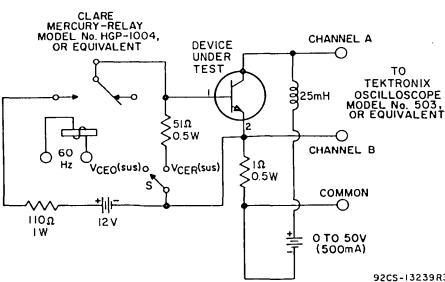 CLARE
MERCURY-RELAY
MODEL No. HGP-1004,
OR EQUIVALENT
DEVICE
UNDER
TEST
CHANNEL A
TO
TEKTRONIX
OSCILLOSCOPE
MODEL No. 503,
OR EQUIVALENT
1
2
25mH
51Ω
0.5W
CHANNEL B
60
Hz
VCEO(sus)
VCER(sus)
S
1Ω
0.5W
COMMON
110Ω
1W
+ -
12V
+
-
0 TO 50V
(500mA)